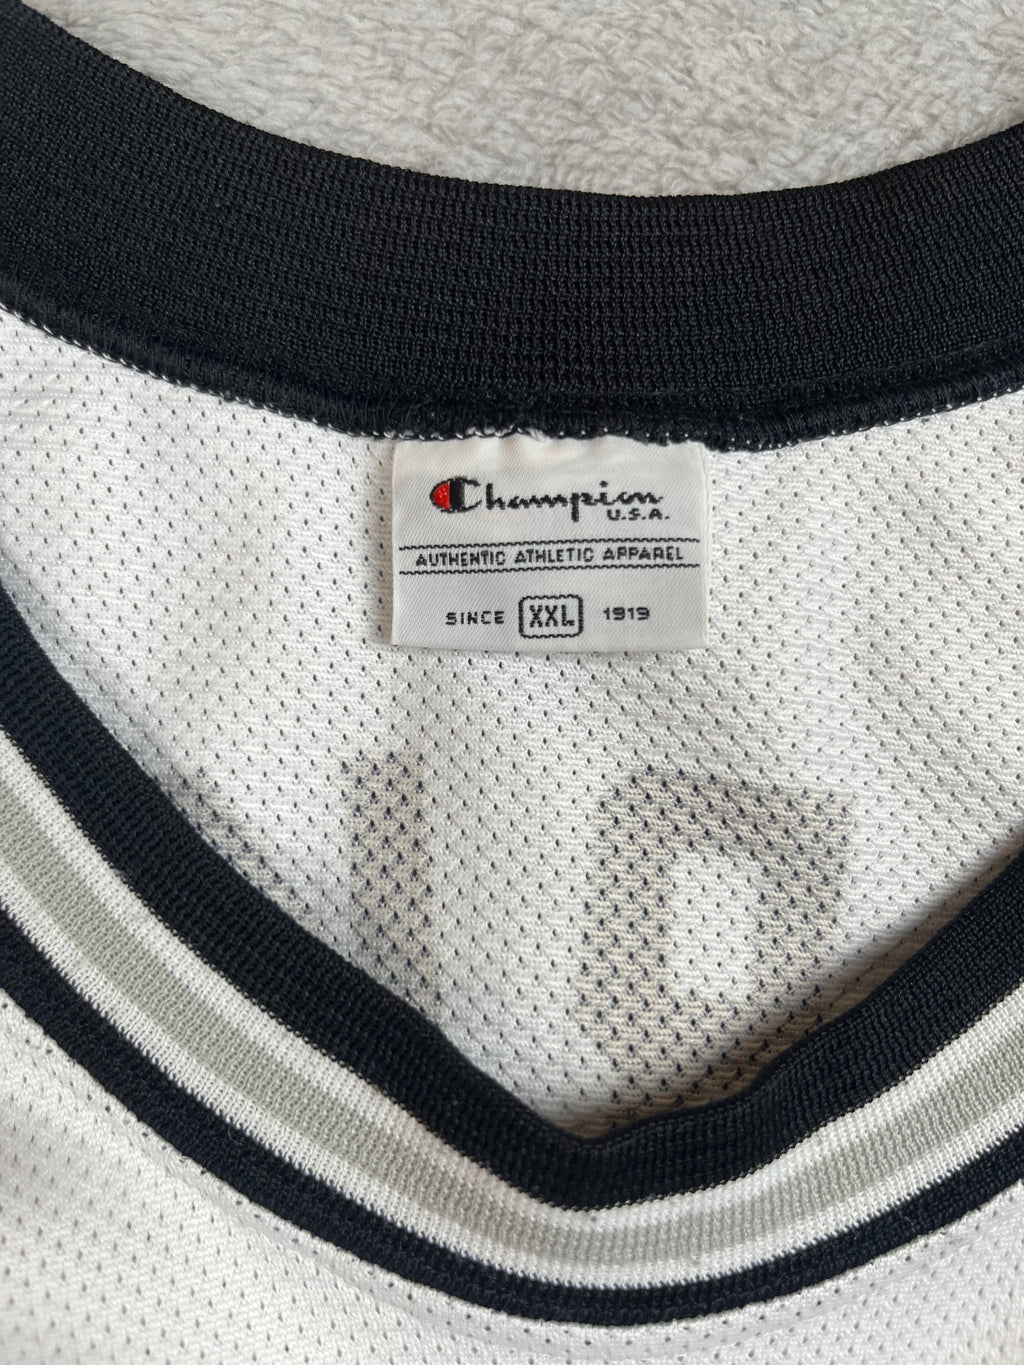 Champion
U.S.A.
AUTHENTIC ATHLETIC APPAREL
SINCE XXL 1919